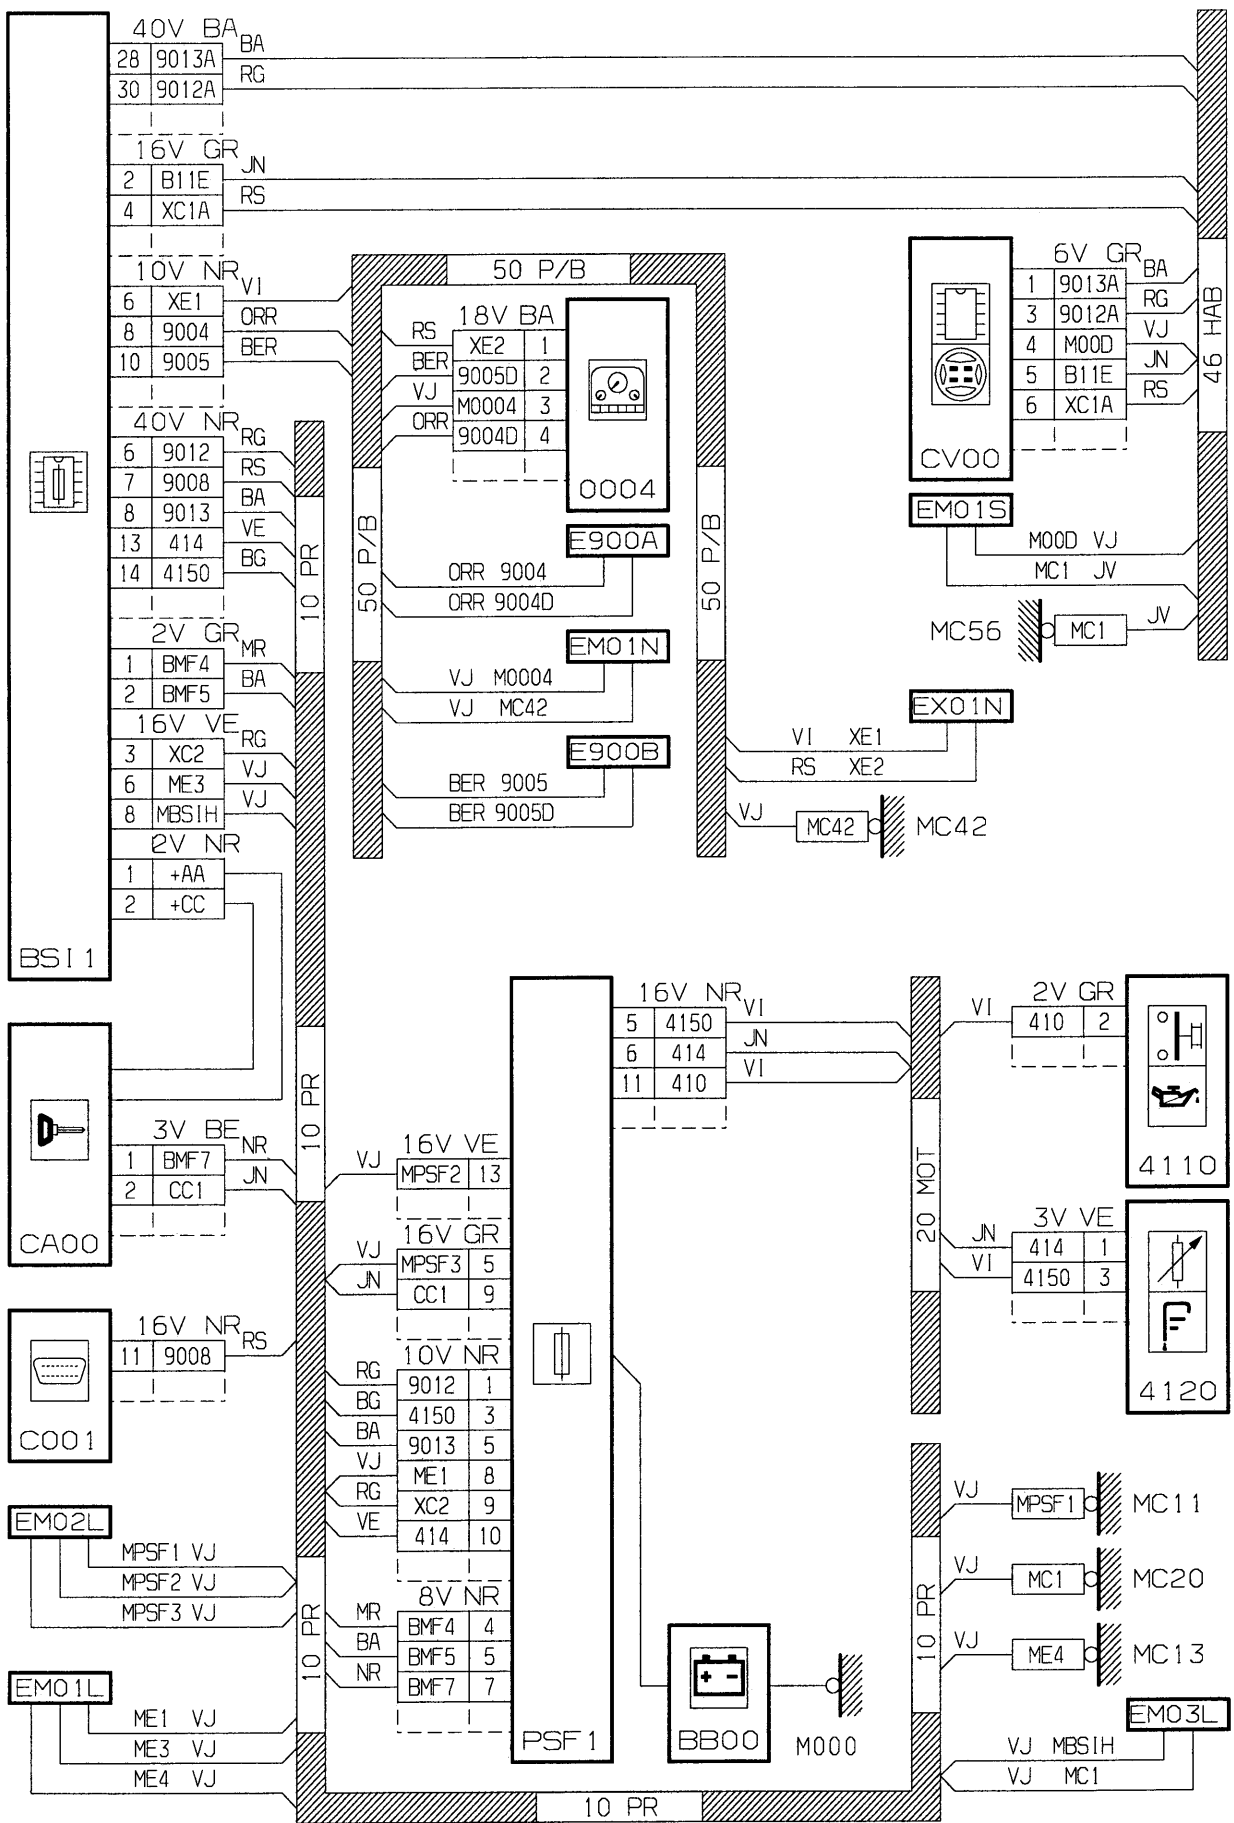 40V BA
28 9013A BA
30 9012A RG
16V GR
2 B11E JN
4 XC1A RS
10V NR
6 XE1 VI
8 9004 ORR
10 9005 BER
40V NR
6 9012 RG
7 9008 RS
8 9013 BA
13 414 VE
14 4150 BG
2V GR
1 BMF4 MR
2 BMF5 BA
16V VE
3 XC2 RG
6 ME3 VJ
8 MBSIH VJ
2V NR
1 +AA
2 +CC
BSI1
10 PR
50 P/B
50 P/B
50 P/B
18V BA
RS XE2 1
BER 9005D 2
VJ M0004 3
ORR 9004D 4
0004
E900A
ORR 9004
ORR 9004D
EM01N
VJ M0004
VJ MC42
E900B
BER 9005
BER 9005D
46 HAB
6V GR
1 9013A BA
3 9012A RG
4 M00D VJ
5 B11E JN
6 XC1A RS
CV00
EM01S
M00D VJ
MC1 JV
MC56 MC1 JV
EX01N
VI XE1
RS XE2
VJ MC42 MC42
CA00
3V BE
1 BMF7 NR
2 CC1 JN
10 PR
C001
16V NR
11 9008 RS
EM02L
MPSF1 VJ
MPSF2 VJ
MPSF3 VJ
EM01L
ME1 VJ
ME3 VJ
ME4 VJ
10 PR
16V VE
VJ MPSF2 13
16V GR
VJ MPSF3 5
JN CC1 9
10V NR
RG 9012 1
BG 4150 3
BA 9013 5
VJ ME1 8
RG XC2 9
VE 414 10
8V NR
MR BMF4 4
BA BMF5 5
NR BMF7 7
PSF1
16V NR
5 4150 VI
6 414 JN
11 410 VI
20 MOT
2V GR
VI 410 2
4110
3V VE
JN 414 1
VI 4150 3
4120
BB00
M000
10 PR
VJ MPSF1 MC11
VJ MC1 MC20
VJ ME4 MC13
EM03L
VJ MBSIH
VJ MC1
10 PR